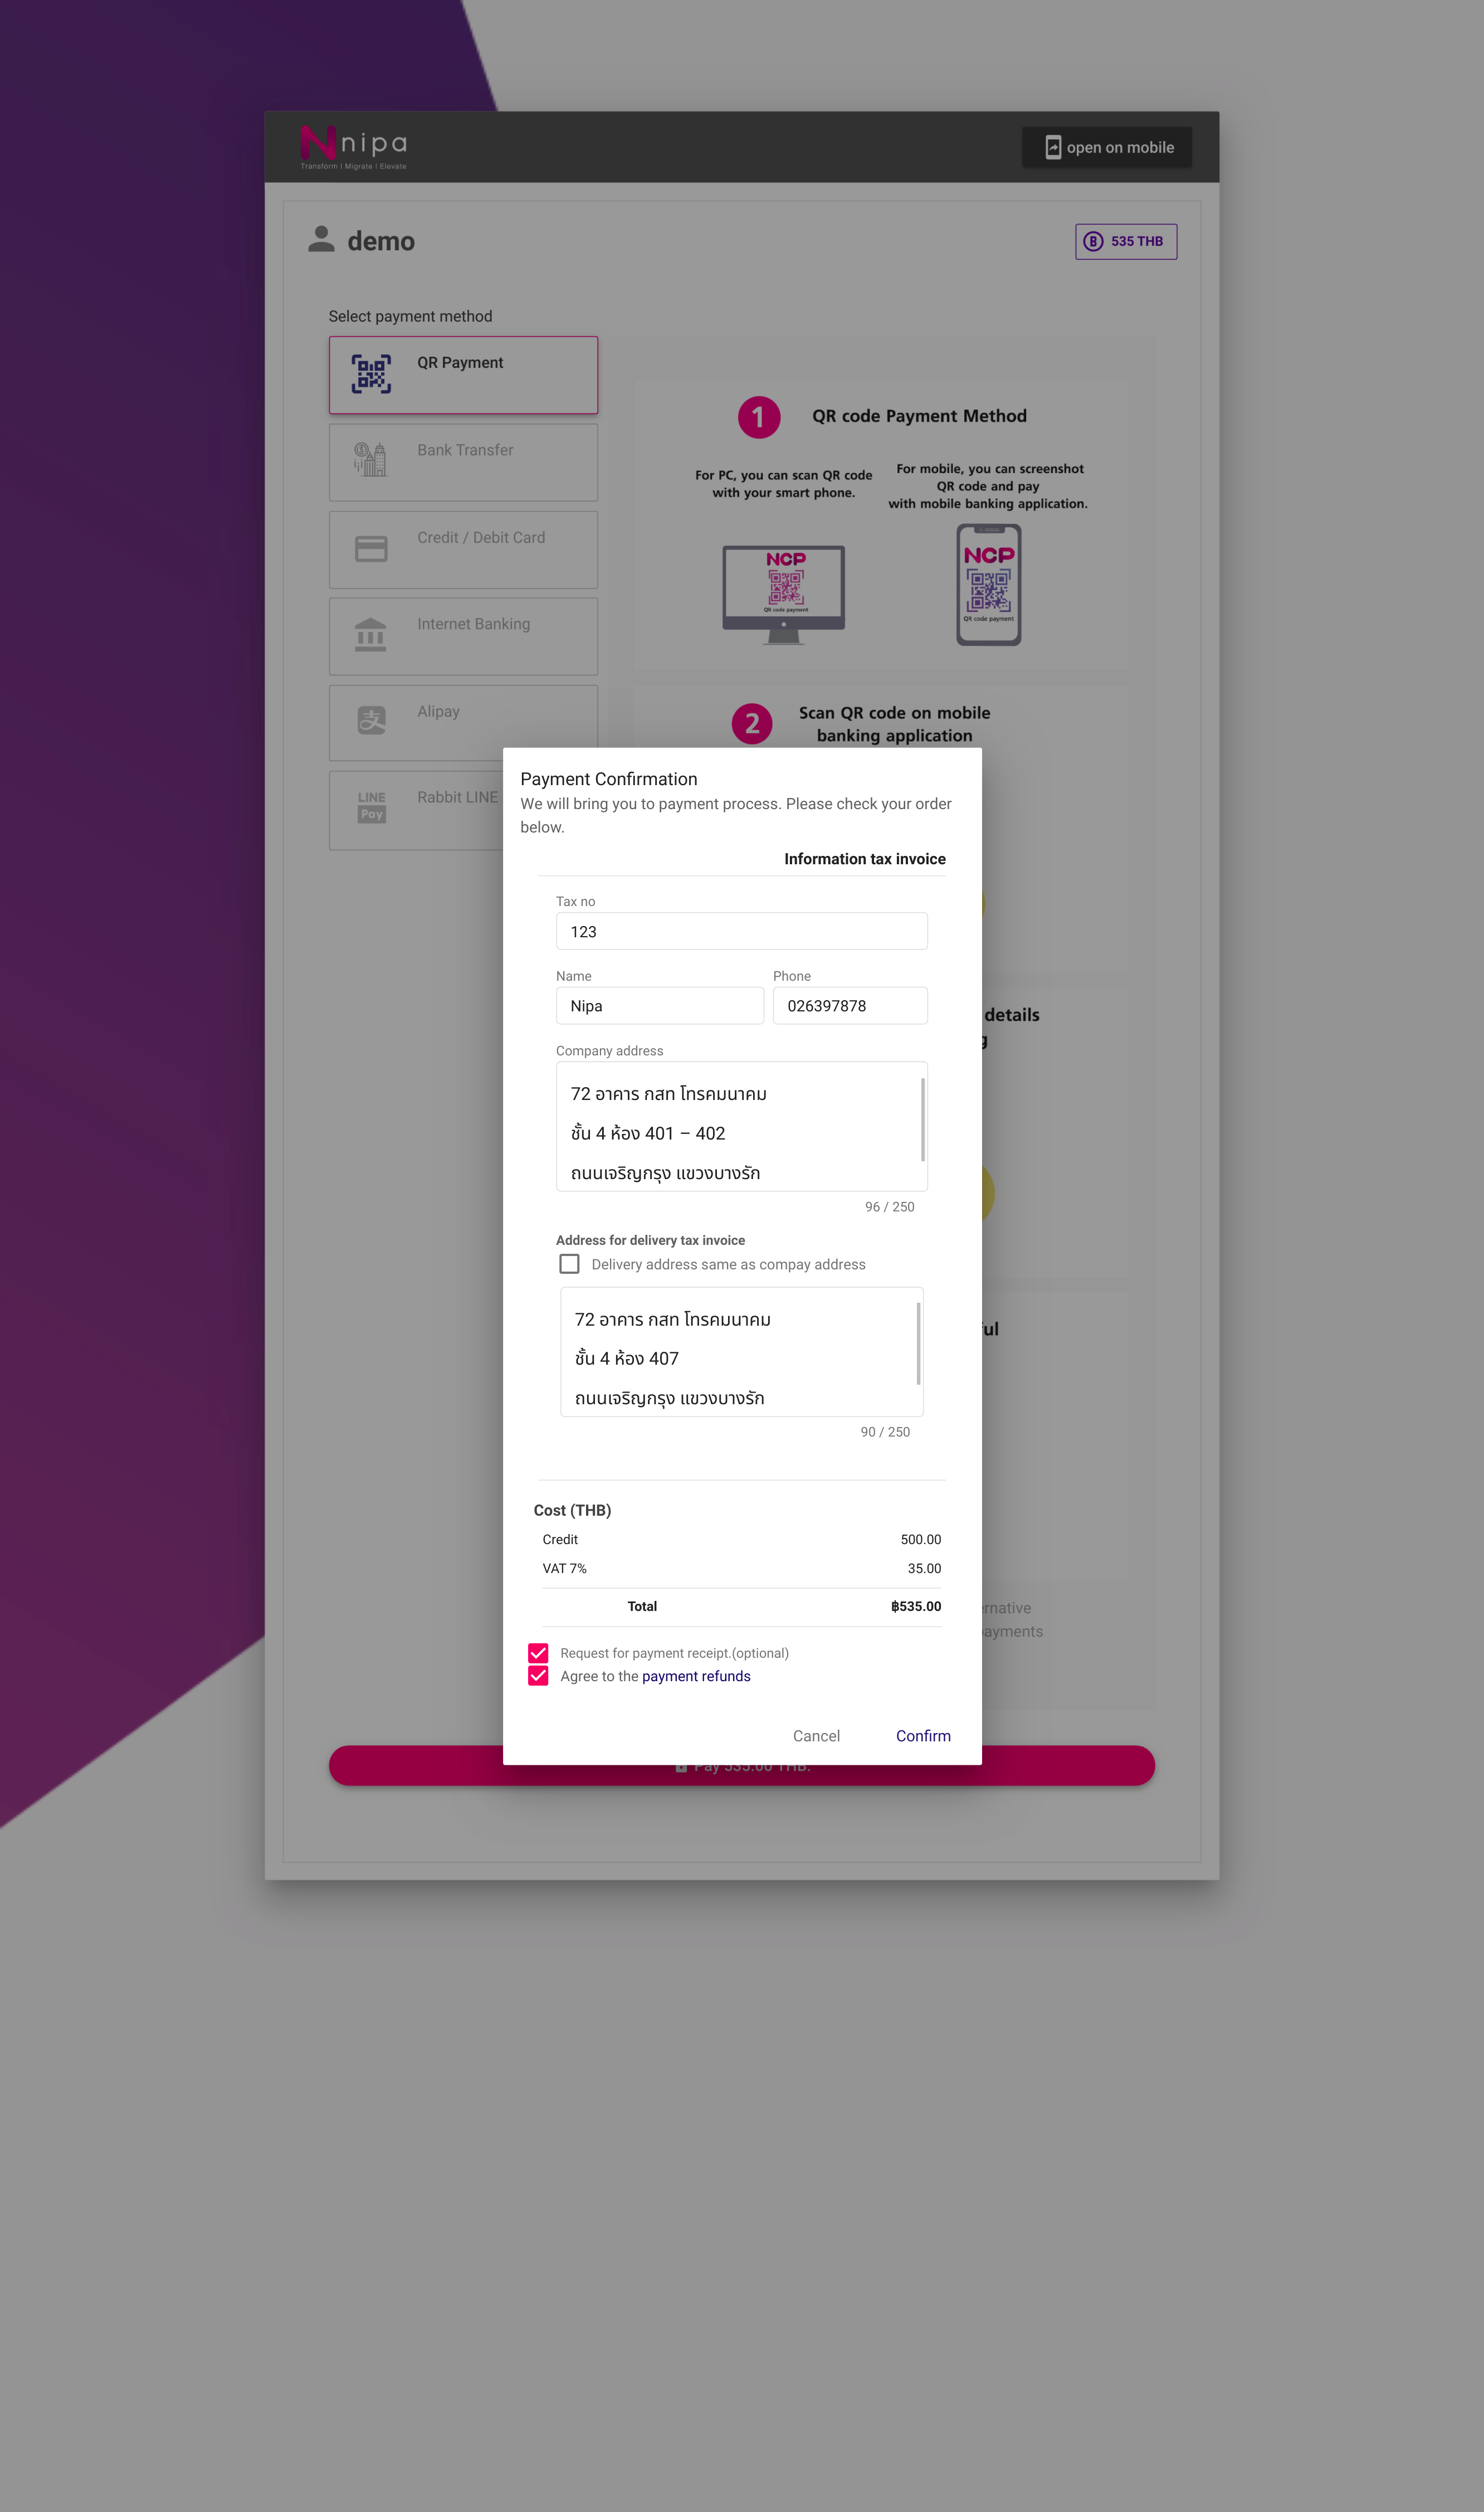 nipa
Transform | Migrate | Elevate
open on mobile
demo
535 THB
Select payment method
QR Payment
Bank Transfer
Credit / Debit Card
Internet Banking
Alipay
LINE
Pay
Rabbit LINE
1
QR code Payment Method
For PC, you can scan QR code
with your smart phone.
For mobile, you can screenshot
QR code and pay
with mobile banking application.
NCP
QR code payment
NCP
QR code payment
2
Scan QR code on mobile
banking application
details
Payment Confirmation
We will bring you to payment process. Please check your order
below.
Information tax invoice
Tax no
123
Name
Phone
Nipa
026397878
Company address
72 อาคาร กสท โทรคมนาคม
ชั้น 4 ห้อง 401 – 402
ถนนเจริญกรุง แขวงบางรัก
96 / 250
Address for delivery tax invoice
Delivery address same as compay address
72 อาคาร กสท โทรคมนาคม
ชั้น 4 ห้อง 407
ถนนเจริญกรุง แขวงบางรัก
90 / 250
Cost (THB)
Credit 500.00
VAT 7% 35.00
Total ฿535.00
Request for payment receipt.(optional)
Agree to the payment refunds
Cancel
Confirm
Pay 535.00 THB.